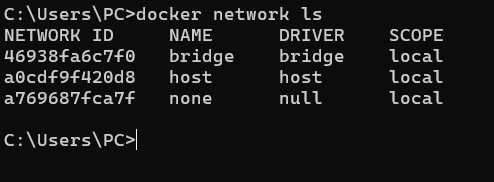 C:\Users\PC>docker network ls
NETWORK ID     NAME      DRIVER    SCOPE
46938fa6c7f0   bridge    bridge    local
a0cdf9f420d8   host      host      local
a769687fca7f   none      null      local
C:\Users\PC>